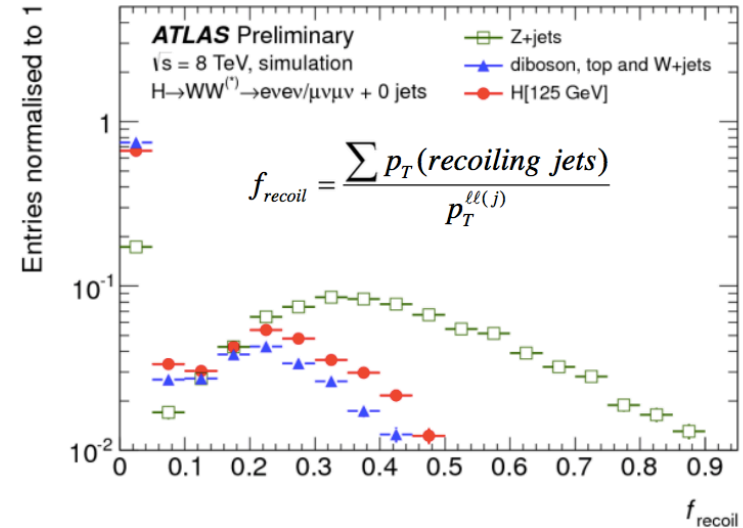 ATLAS Preliminary
√s = 8 TeV, simulation
H→WW(*)→eνeν/μνμν + 0 jets
Z+jets
diboson, top and W+jets
H[125 GeV]
f_recoil = ∑ p_T (recoiling jets) / p_T^ℓℓ(j)
Entries normalised to 1
1
10^-1
10^-2
0 0.1 0.2 0.3 0.4 0.5 0.6 0.7 0.8 0.9
f_recoil